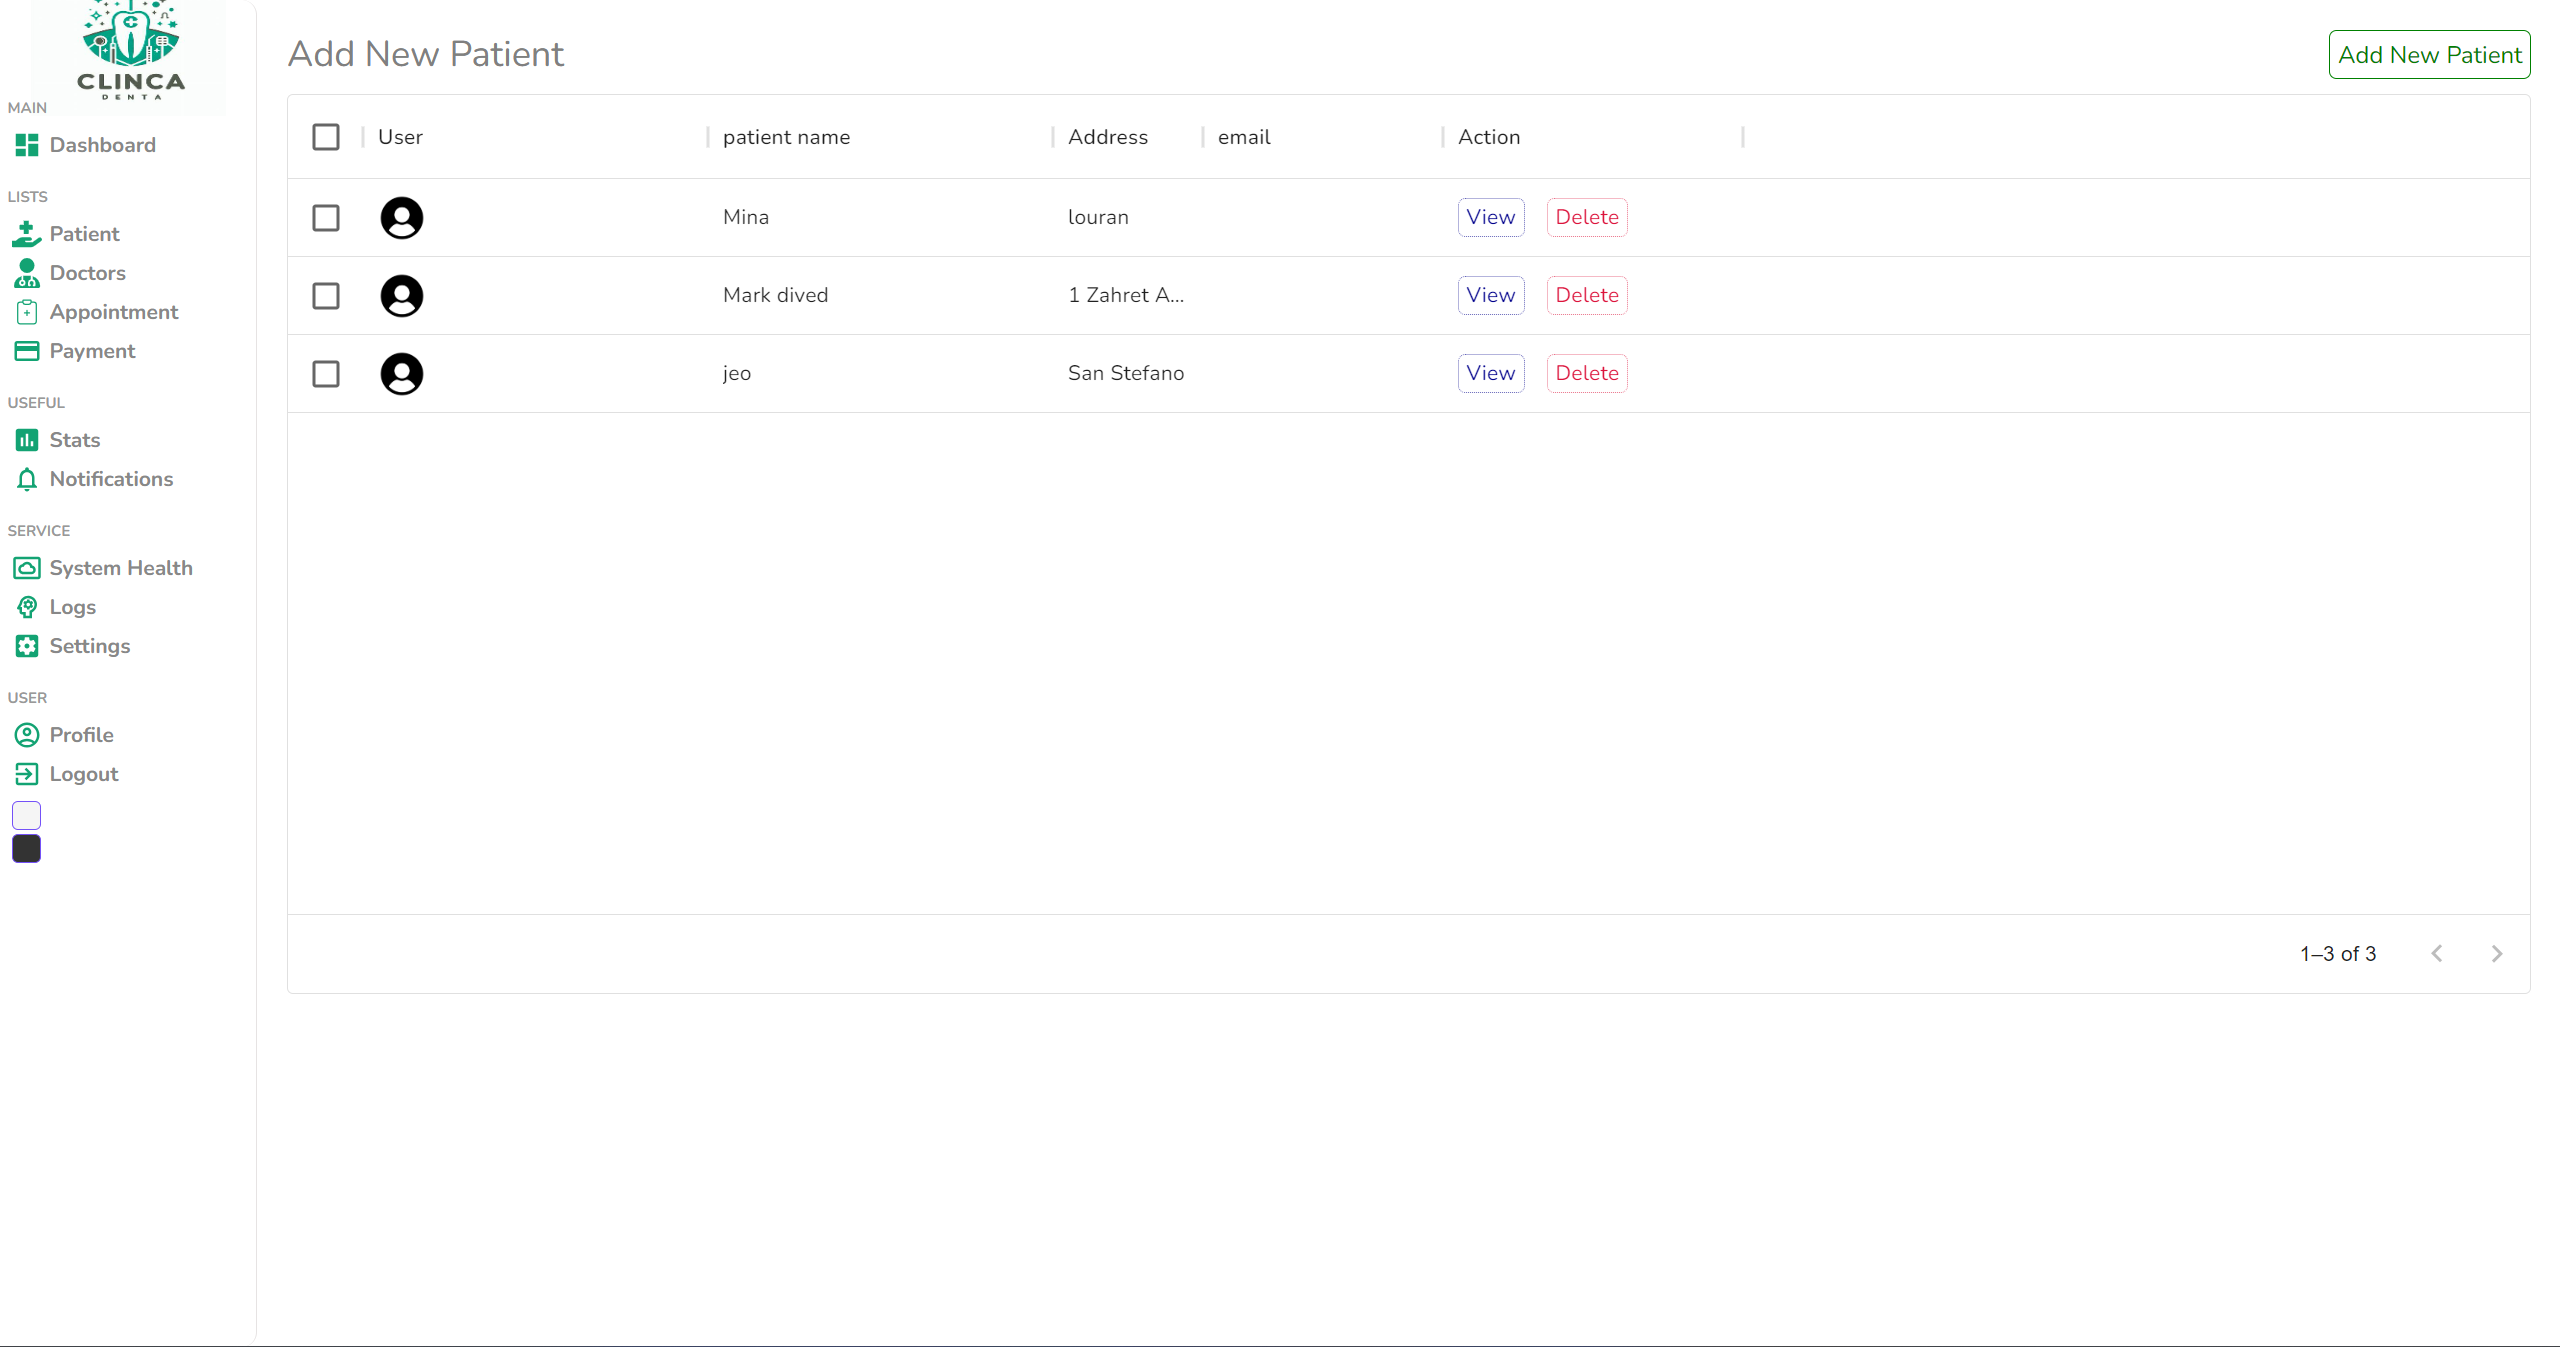 CLINCA
DENTA
MAIN
Dashboard
LISTS
Patient
Doctors
Appointment
Payment
USEFUL
Stats
Notifications
SERVICE
System Health
Logs
Settings
USER
Profile
Logout
Add New Patient
Add New Patient
User patient name Address email Action
Mina louran View Delete
Mark dived 1 Zahret A... View Delete
jeo San Stefano View Delete
1–3 of 3